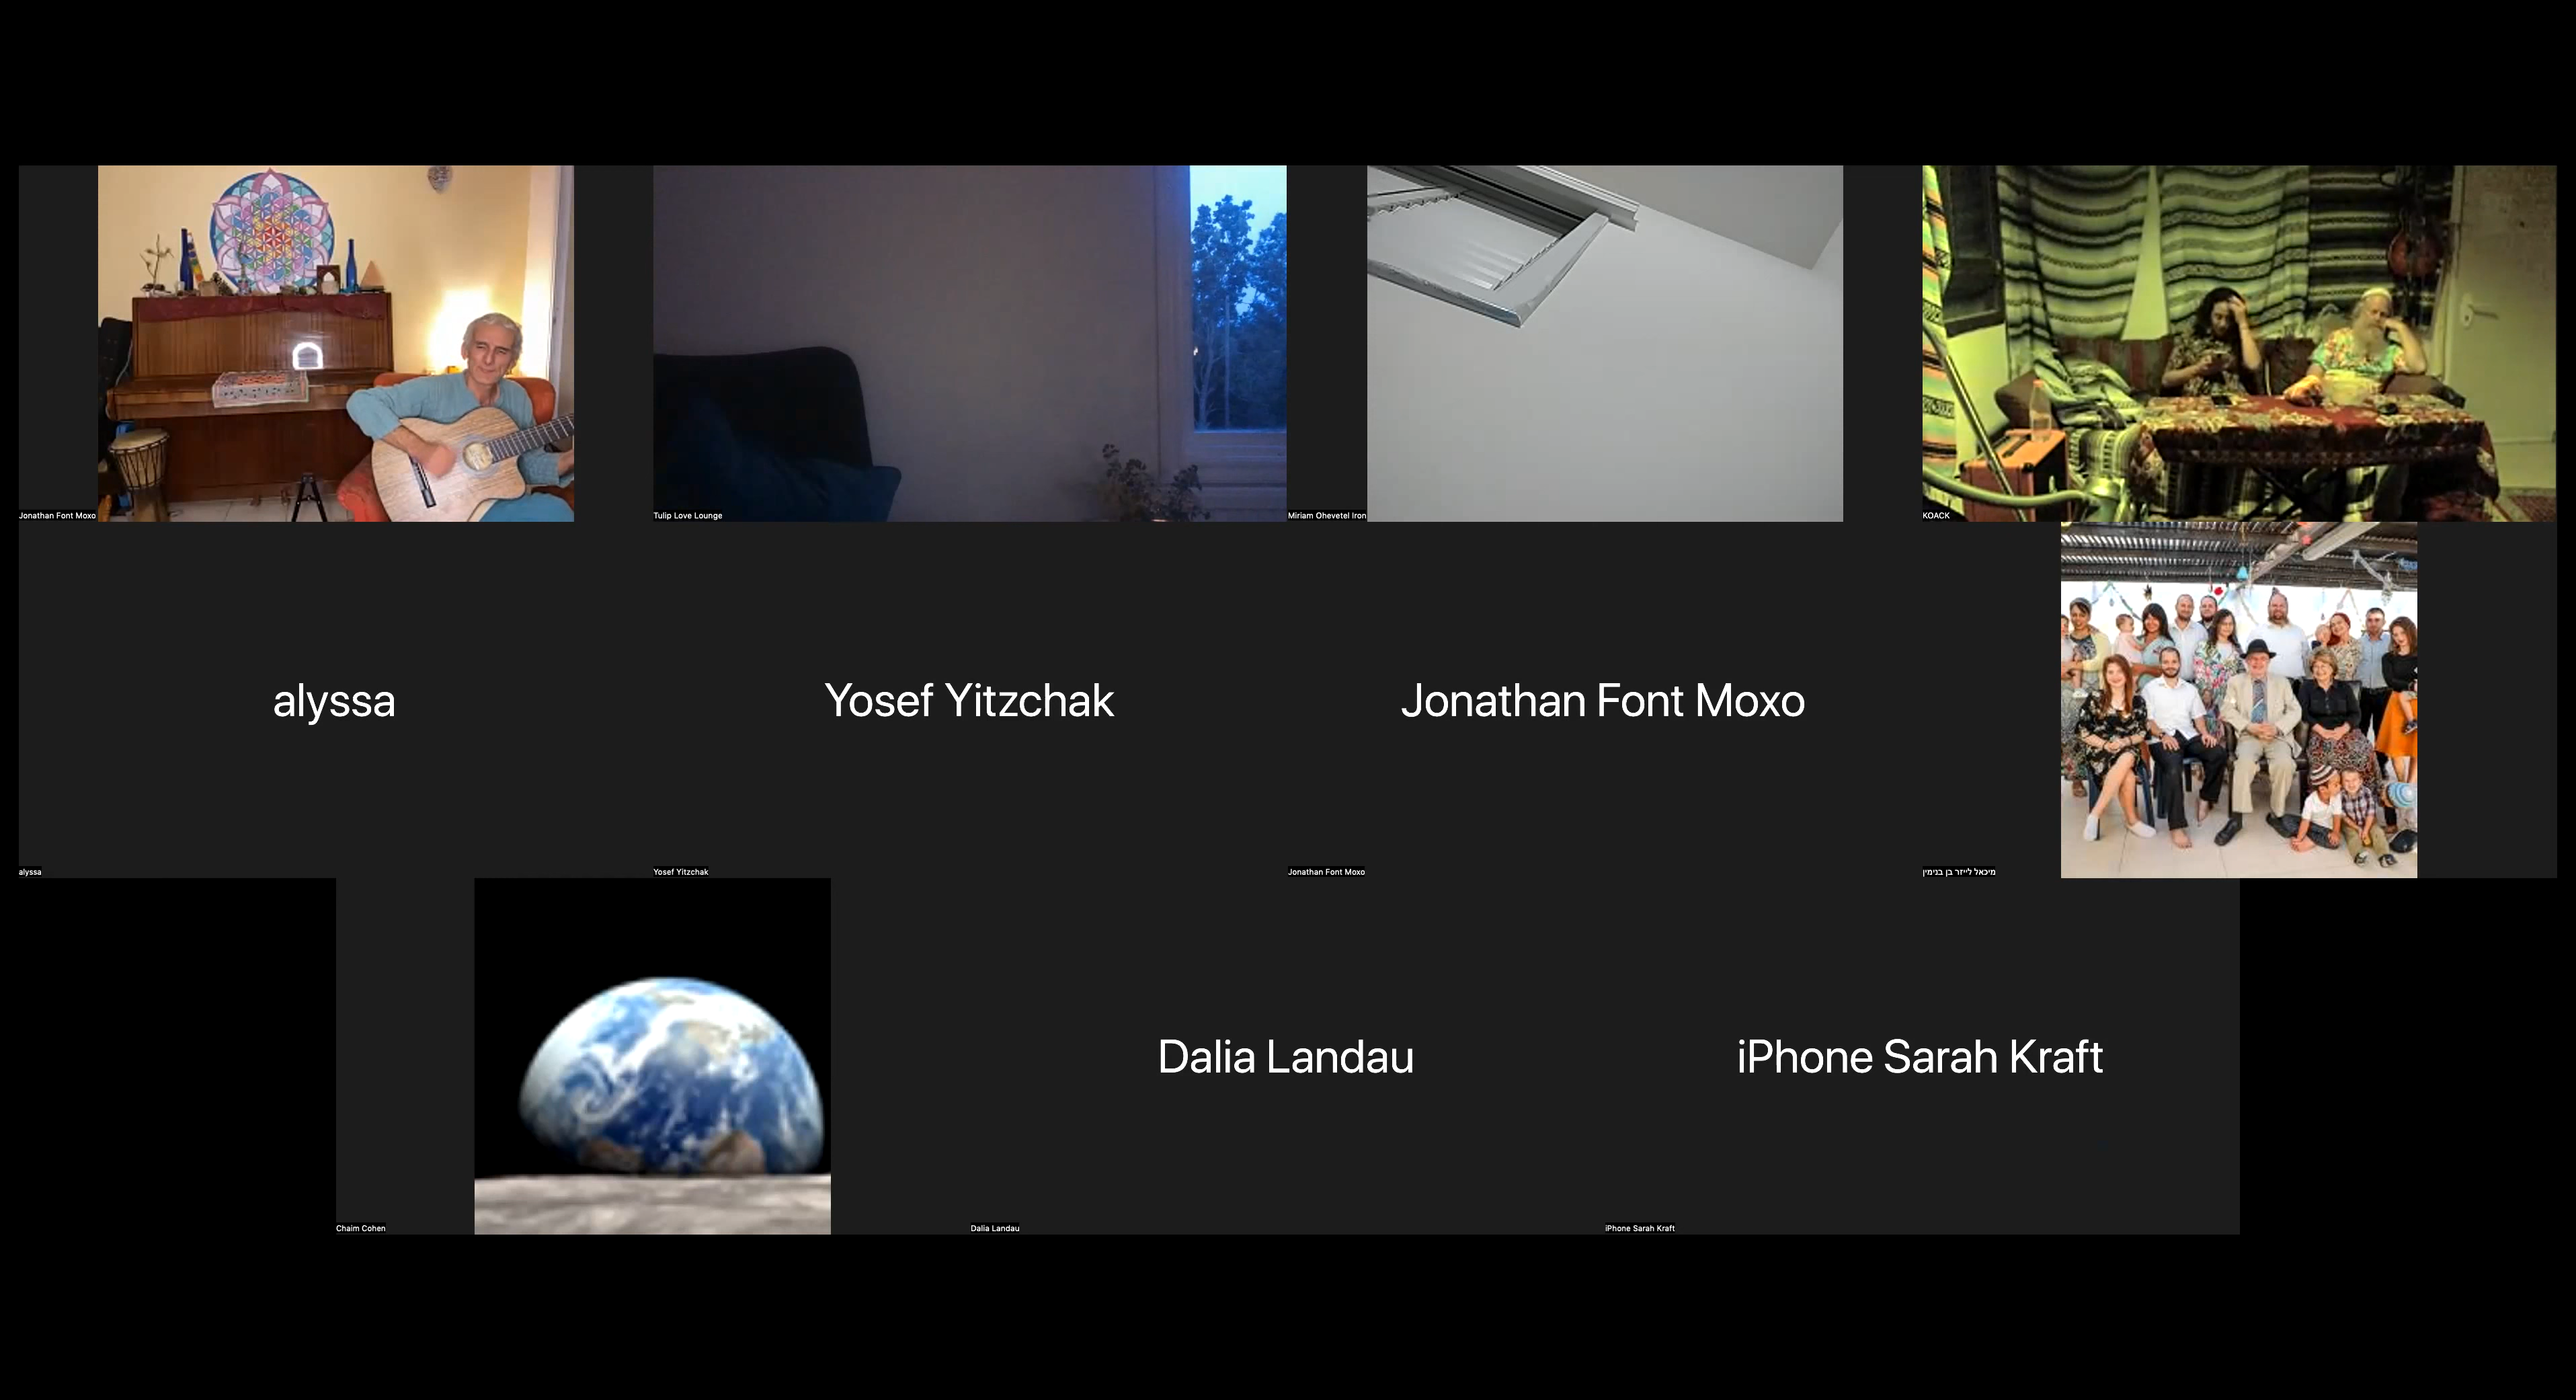 Jonathan Font Moxo
Tulip Love Lounge
Miriam Ohevetel Iron
KOACK
alyssa
Yosef Yitzchak
Jonathan Font Moxo
alyssa
Yosef Yitzchak
Jonathan Font Moxo
מיכאל לייזר בן בנימין
Dalia Landau
iPhone Sarah Kraft
Chaim Cohen
Dalia Landau
iPhone Sarah Kraft